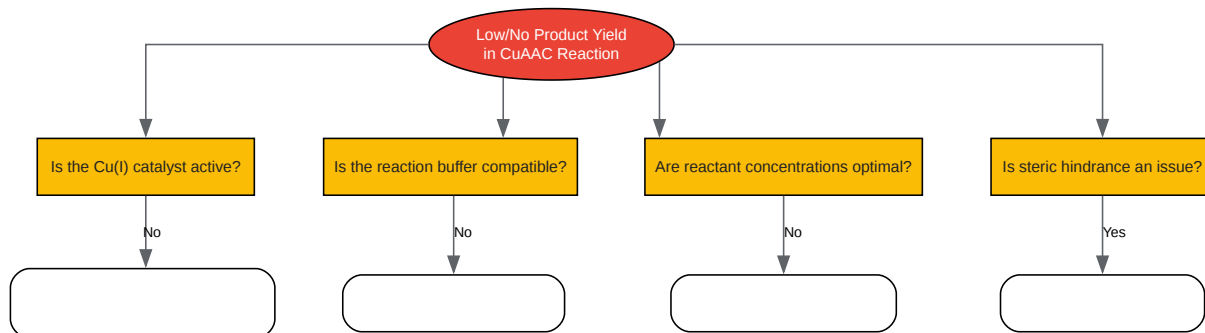 Low/No Product Yield
in CuAAC Reaction
Is the Cu(I) catalyst active?
Is the reaction buffer compatible?
Are reactant concentrations optimal?
Is steric hindrance an issue?
No
No
No
Yes